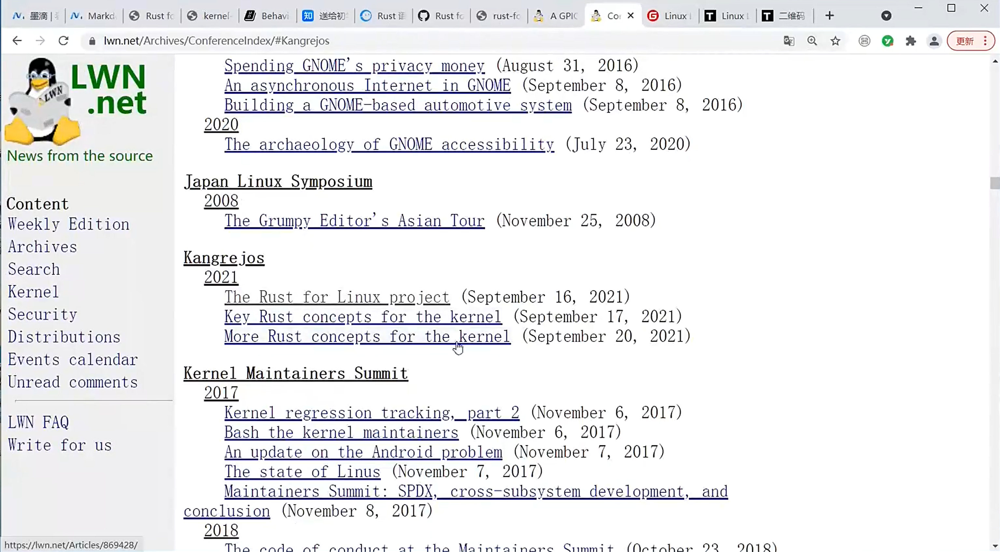 墨滴 |
Markd
Rust fo
kernel-
Behavi
知
送给初
Rust 语
Rust fo
rust-fo
A GPIO
Cor
Linux
Linux
二维码
lwn.net/Archives/ConferenceIndex/#Kangrejos
更新
LWN
.net
LWN
News from the source
Content
Weekly Edition
Archives
Search
Kernel
Security
Distributions
Events calendar
Unread comments
LWN FAQ
Write for us
Spending GNOME's privacy money (August 31, 2016)
An asynchronous Internet in GNOME (September 8, 2016)
Building a GNOME-based automotive system (September 8, 2016)
2020
The archaeology of GNOME accessibility (July 23, 2020)
Japan Linux Symposium
2008
The Grumpy Editor's Asian Tour (November 25, 2008)
Kangrejos
2021
The Rust for Linux project (September 16, 2021)
Key Rust concepts for the kernel (September 17, 2021)
More Rust concepts for the kernel (September 20, 2021)
Kernel Maintainers Summit
2017
Kernel regression tracking, part 2 (November 6, 2017)
Bash the kernel maintainers (November 6, 2017)
An update on the Android problem (November 7, 2017)
The state of Linus (November 7, 2017)
Maintainers Summit: SPDX, cross-subsystem development, and
conclusion (November 8, 2017)
2018
The code of conduct at the Maintainers Summit (October 23, 2018)
https://lwn.net/Articles/869428/